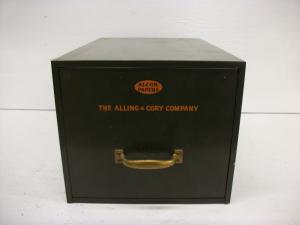 ALCOR
PAPERS
THE ALLING & CORY COMPANY